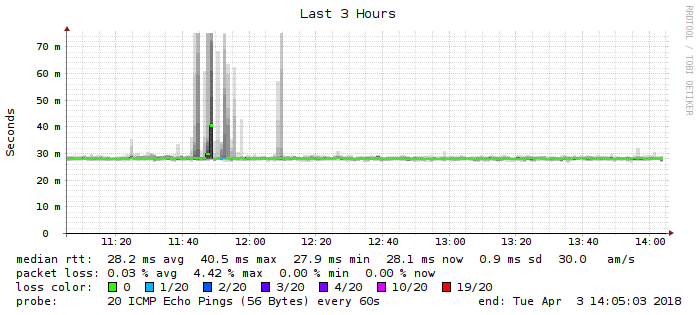 Last 3 Hours
RRDTOOL / TOBI OETIKER
Seconds
70 m
60 m
50 m
40 m
30 m
20 m
10 m
0
11:20 11:40 12:00 12:20 12:40 13:00 13:20 13:40 14:00
median rtt: 28.2 ms avg 40.5 ms max 27.9 ms min 28.1 ms now 0.9 ms sd 30.0 am/s
packet loss: 0.03 % avg 4.42 % max 0.00 % min 0.00 % now
loss color: 0 1/20 2/20 3/20 4/20 10/20 19/20
probe: 20 ICMP Echo Pings (56 Bytes) every 60s end: Tue Apr 3 14:05:03 2018